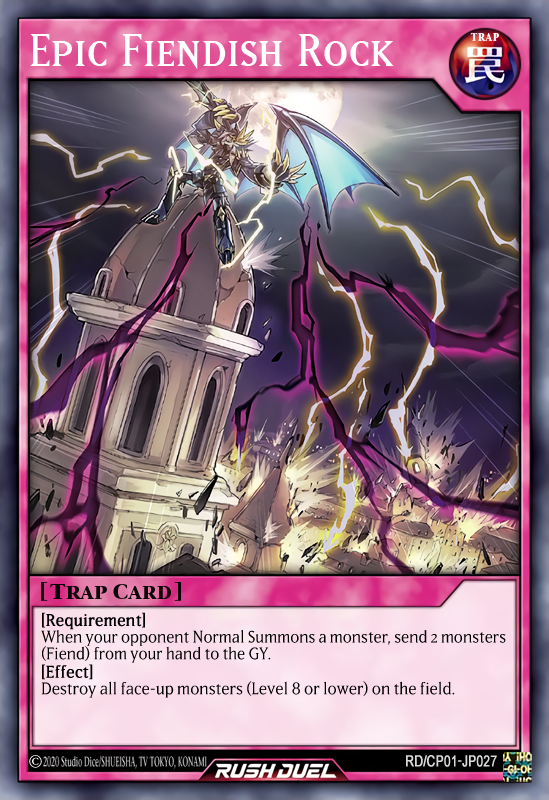 EPIC FIENDISH ROCK
TRAP
罠
[TRAP CARD]
[Requirement]
When your opponent Normal Summons a monster, send 2 monsters
(Fiend) from your hand to the GY.
[Effect]
Destroy all face-up monsters (Level 8 or lower) on the field.
©2020 Studio Dice/SHUEISHA, TV TOKYO, KONAMI
RUSH DUEL
RD/CP01-JP027